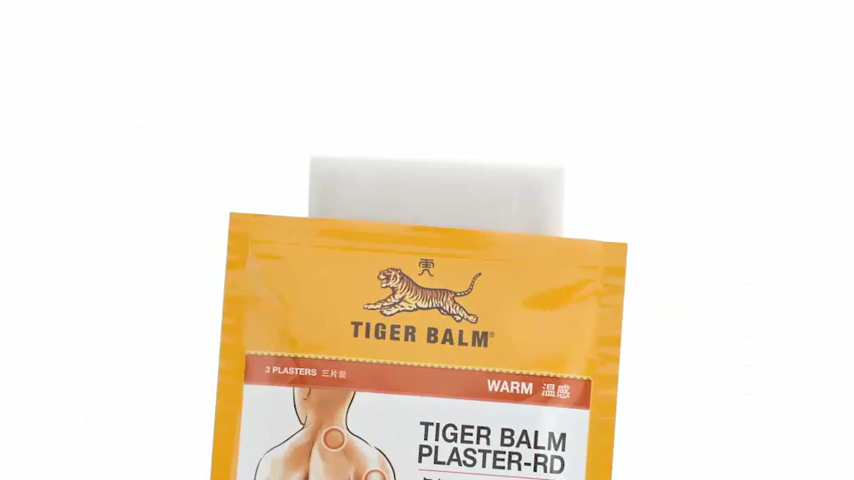 TIGER BALM®
3 PLASTERS 三片裝
WARM 温感
TIGER BALM
PLASTER-RD